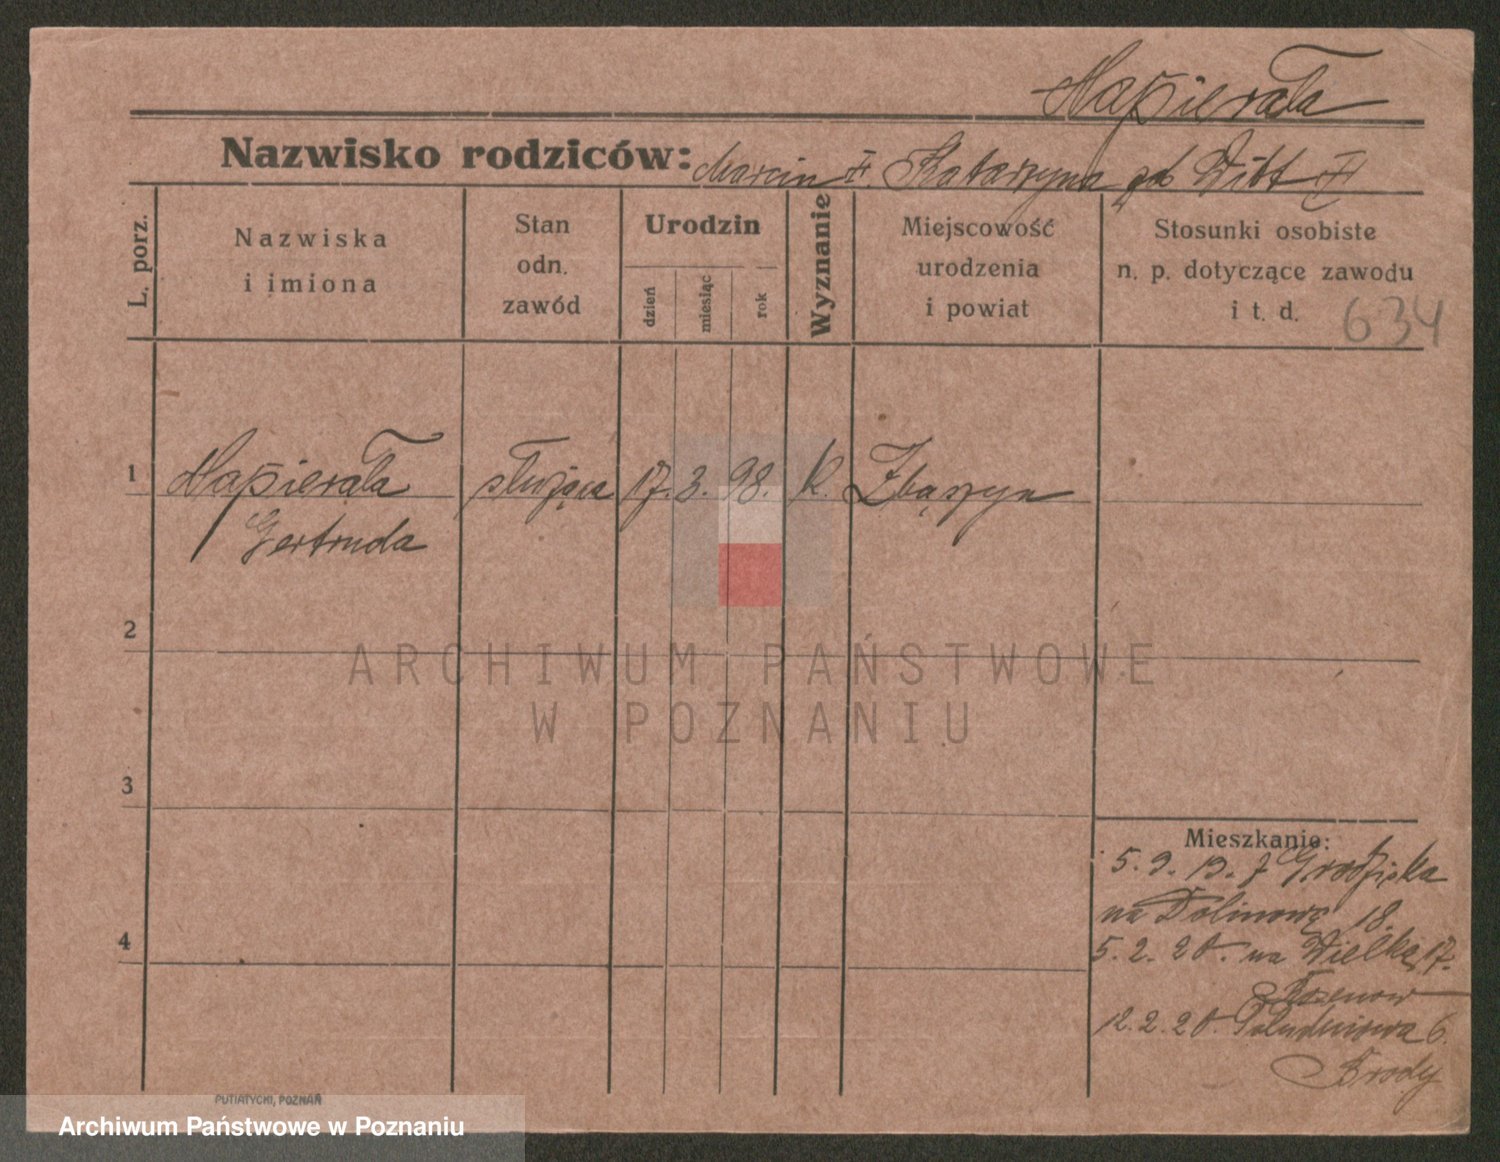 Napierała
Nazwisko rodziców: Marcin Katarzyna Witt
L. porz.
Nazwiska
i imiona
Stan
odn.
zawód
Urodzin
dzień
miesiąc
rok
Wyznanie
Miejscowość
urodzenia
i powiat
Stosunki osobiste
n. p. dotyczące zawodu
i t. d.
634
1 Napierała służąca 17. 3. 98. k. Zbąszyn
Gertruda
2
ARCHIWUM PAŃSTWOWE
W POZNANIU
3
Mieszkanie:
5. 9. 19. z Grodziska
na Dolinową 18.
4
5. 2. 20. na Wielką 17.
12. 2. 20. Południowa 6.
Brody
PUTIATYCKI, POZNAŃ
Archiwum Państwowe w Poznaniu